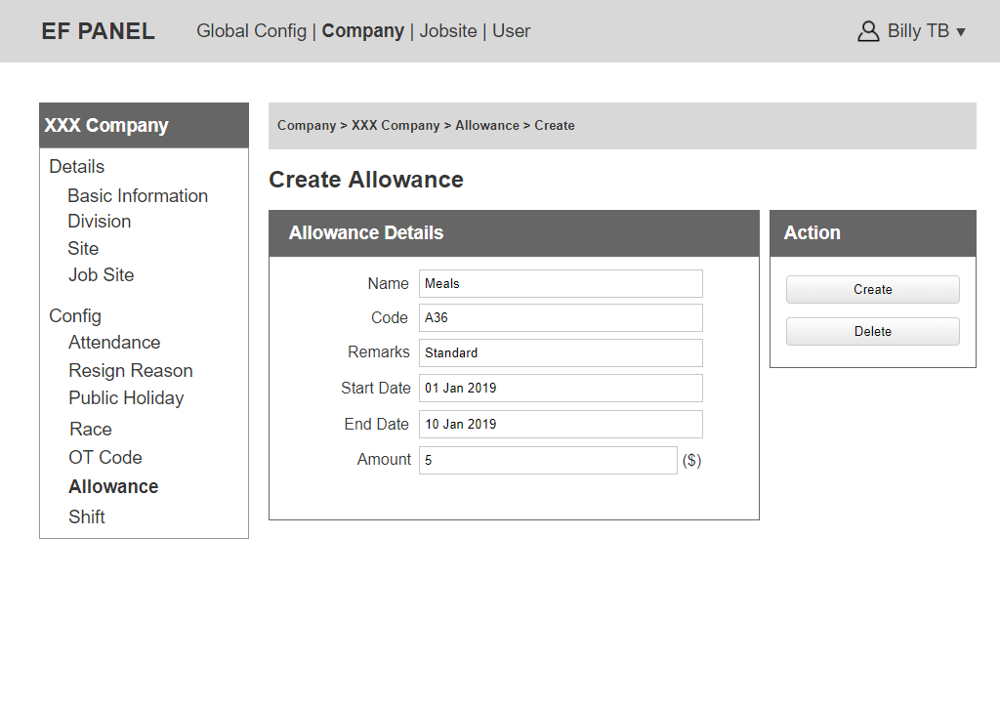 EF PANEL Global Config | Company | Jobsite | User Billy TB ▼
XXX Company
Details
Basic Information
Division
Site
Job Site
Config
Attendance
Resign Reason
Public Holiday
Race
OT Code
Allowance
Shift
Company > XXX Company > Allowance > Create
Create Allowance
Allowance Details
Name Meals
Code A36
Remarks Standard
Start Date 01 Jan 2019
End Date 10 Jan 2019
Amount 5 ($)
Action
Create
Delete